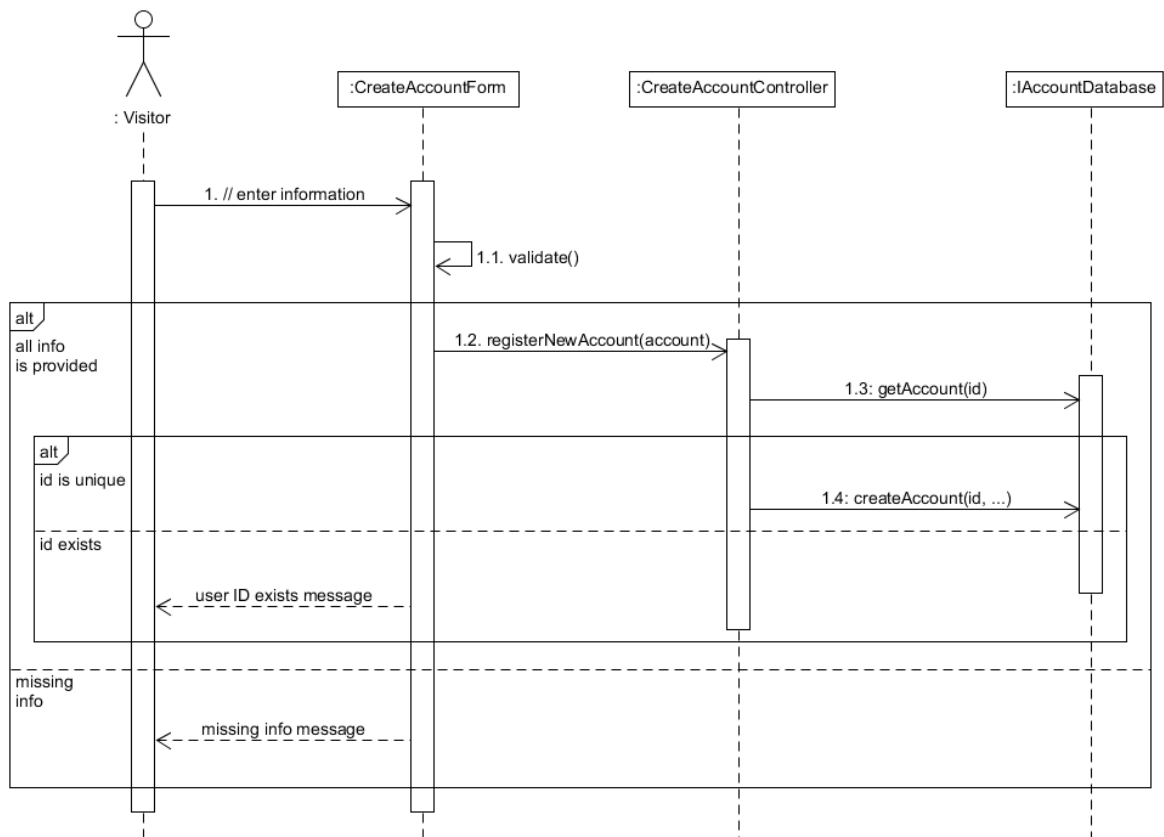 : Visitor
:CreateAccountForm
:CreateAccountController
:IAccountDatabase
1. // enter information
1.1. validate()
alt
all info
is provided
1.2. registerNewAccount(account)
1.3: getAccount(id)
alt
id is unique
1.4: createAccount(id, ...)
id exists
user ID exists message
missing
info
missing info message